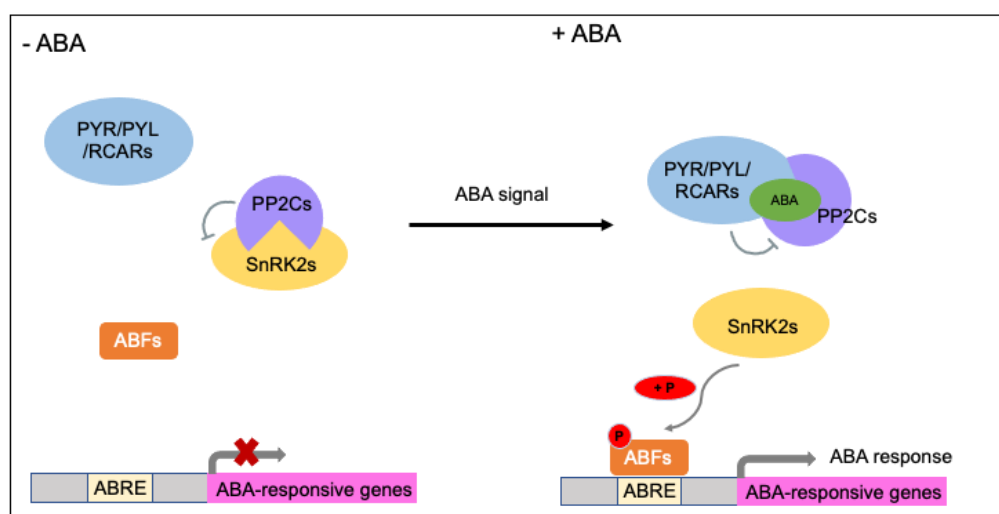 - ABA
PYR/PYL
/RCARs
PP2Cs
SnRK2s
ABFs
ABRE
ABA-responsive genes
ABA signal
+ ABA
PYR/PYL/
RCARs
ABA
PP2Cs
SnRK2s
+ P
P
ABFs
ABA response
ABRE
ABA-responsive genes